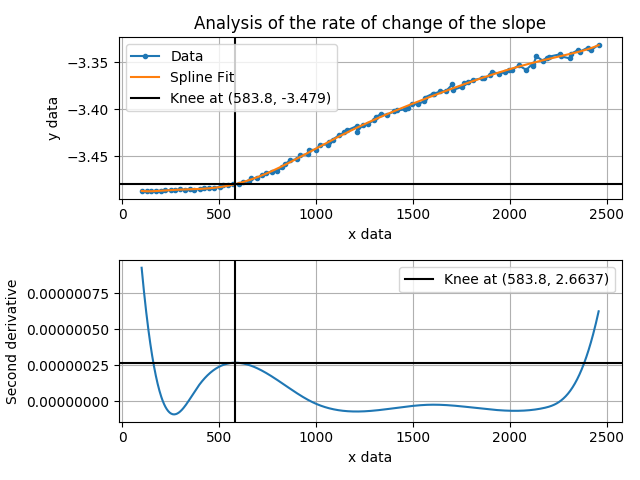 Analysis of the rate of change of the slope
Data
Spline Fit
Knee at (583.8, -3.479)
−3.35
−3.40
−3.45
y data
0 500 1000 1500 2000 2500
x data
Knee at (583.8, 2.6637)
0.00000075
0.00000050
0.00000025
0.00000000
Second derivative
0 500 1000 1500 2000 2500
x data